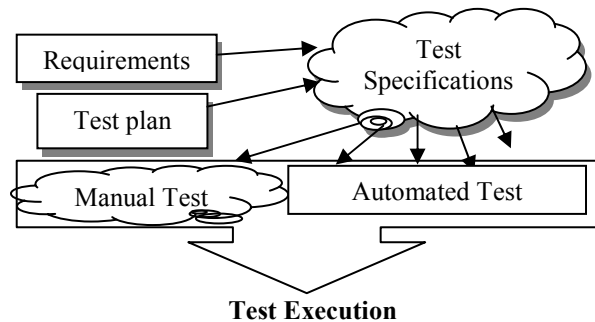 Requirements
Test
Specifications
Test plan
Manual Test
Automated Test
Test Execution